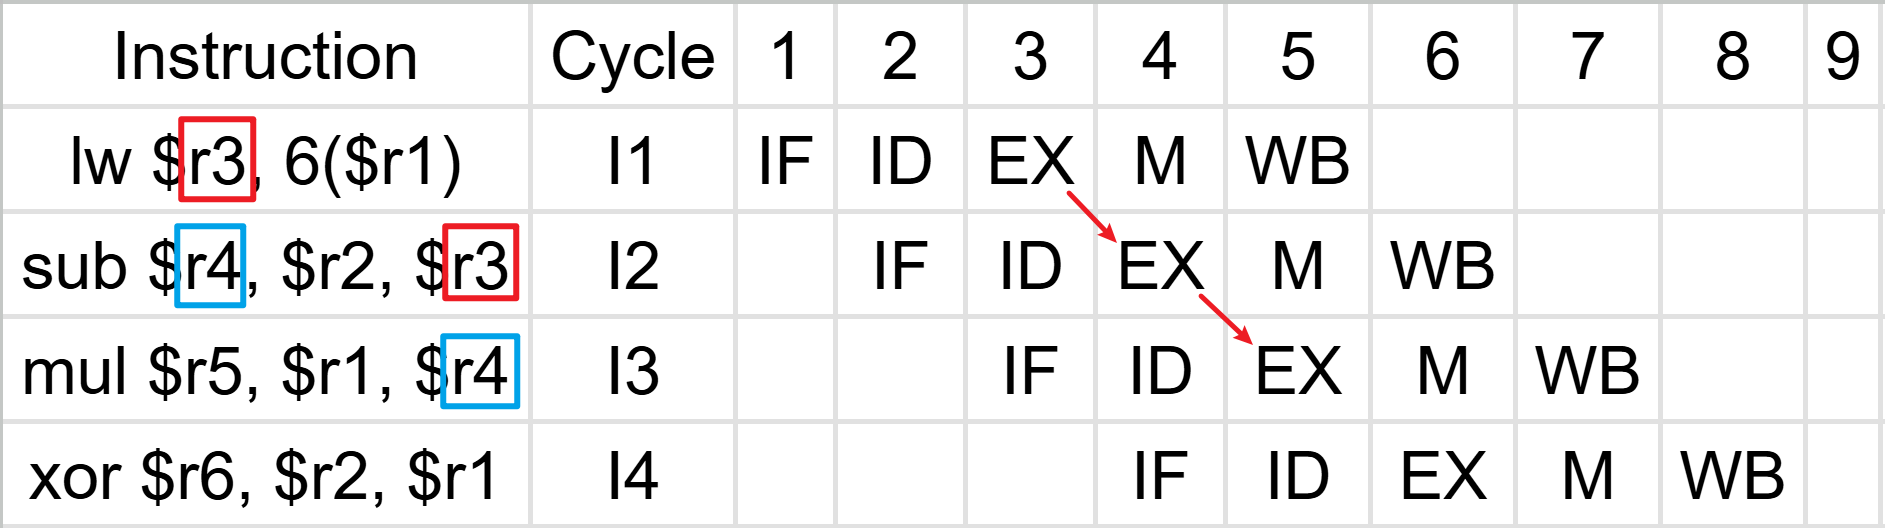 Instruction Cycle 1 2 3 4 5 6 7 8 9
lw $r3, 6($r1) I1 IF ID EX M WB
sub $r4, $r2, $r3 I2 IF ID EX M WB
mul $r5, $r1, $r4 I3 IF ID EX M WB
xor $r6, $r2, $r1 I4 IF ID EX M WB